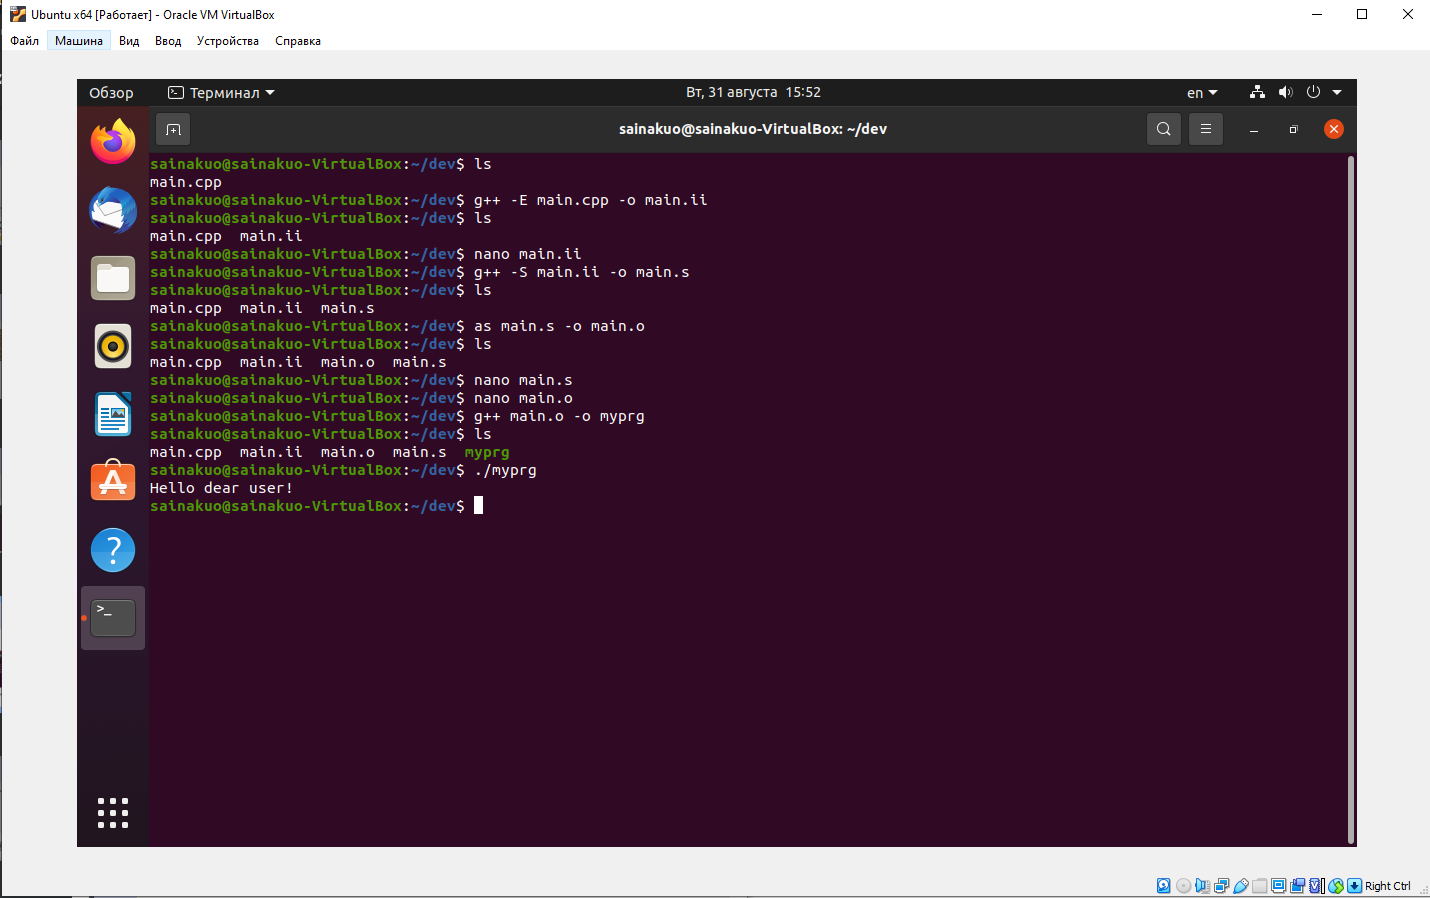 Ubuntu x64 [Работает] - Oracle VM VirtualBox
Файл Машина Вид Ввод Устройства Справка
Обзор Терминал Вт, 31 августа 15:52 en
sainakuo@sainakuo-VirtualBox: ~/dev
sainakuo@sainakuo-VirtualBox:~/dev$ ls
main.cpp
sainakuo@sainakuo-VirtualBox:~/dev$ g++ -E main.cpp -o main.ii
sainakuo@sainakuo-VirtualBox:~/dev$ ls
main.cpp main.ii
sainakuo@sainakuo-VirtualBox:~/dev$ nano main.ii
sainakuo@sainakuo-VirtualBox:~/dev$ g++ -S main.ii -o main.s
sainakuo@sainakuo-VirtualBox:~/dev$ ls
main.cpp main.ii main.s
sainakuo@sainakuo-VirtualBox:~/dev$ as main.s -o main.o
sainakuo@sainakuo-VirtualBox:~/dev$ ls
main.cpp main.ii main.o main.s
sainakuo@sainakuo-VirtualBox:~/dev$ nano main.s
sainakuo@sainakuo-VirtualBox:~/dev$ nano main.o
sainakuo@sainakuo-VirtualBox:~/dev$ g++ main.o -o myprg
sainakuo@sainakuo-VirtualBox:~/dev$ ls
main.cpp main.ii main.o main.s myprg
sainakuo@sainakuo-VirtualBox:~/dev$ ./myprg
Hello dear user!
sainakuo@sainakuo-VirtualBox:~/dev$
Right Ctrl